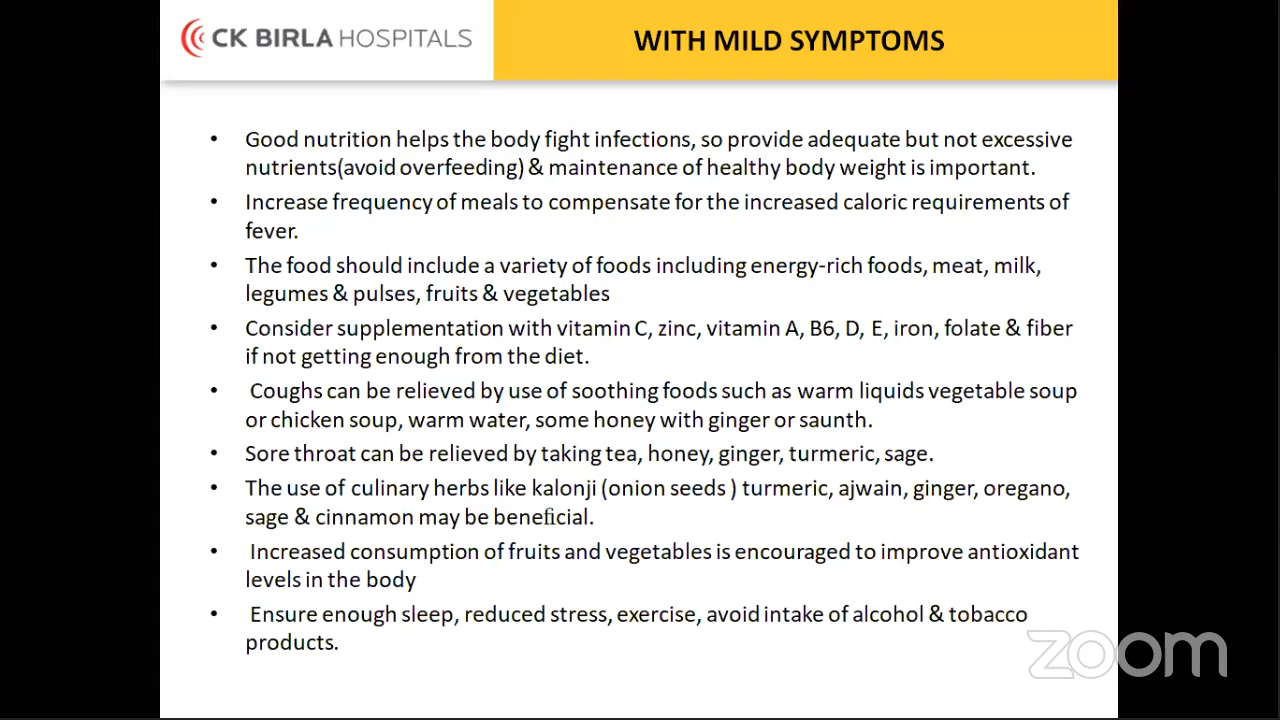 CK BIRLA HOSPITALS
WITH MILD SYMPTOMS
• Good nutrition helps the body fight infections, so provide adequate but not excessive
nutrients(avoid overfeeding) & maintenance of healthy body weight is important.
• Increase frequency of meals to compensate for the increased caloric requirements of
fever.
• The food should include a variety of foods including energy-rich foods, meat, milk,
legumes & pulses, fruits & vegetables
• Consider supplementation with vitamin C, zinc, vitamin A, B6, D, E, iron, folate & fiber
if not getting enough from the diet.
• Coughs can be relieved by use of soothing foods such as warm liquids vegetable soup
or chicken soup, warm water, some honey with ginger or saunth.
• Sore throat can be relieved by taking tea, honey, ginger, turmeric, sage.
• The use of culinary herbs like kalonji (onion seeds ) turmeric, ajwain, ginger, oregano,
sage & cinnamon may be beneficial.
• Increased consumption of fruits and vegetables is encouraged to improve antioxidant
levels in the body
• Ensure enough sleep, reduced stress, exercise, avoid intake of alcohol & tobacco
products.
zoom